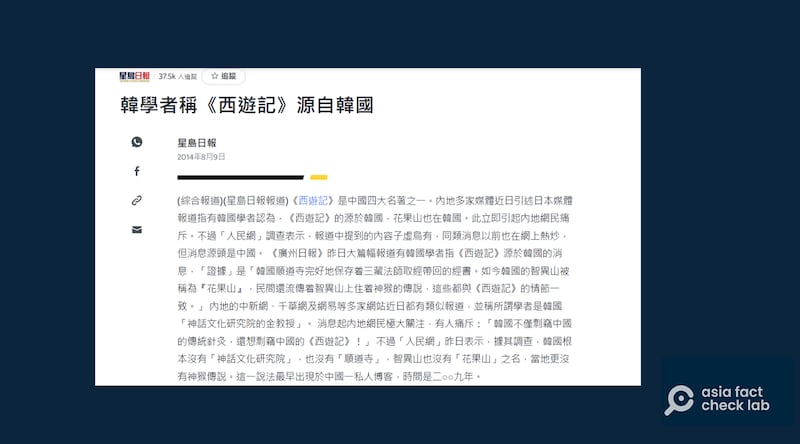 星島日報 37.5k 人追蹤 ☆ 追蹤
韓學者稱《西遊記》源自韓國
星島日報
2014年8月9日
(綜合報道)(星島日報報道)《西遊記》是中國四大名著之一。內地多家媒體近日引述日本媒體
報道指有韓國學者認為，《西遊記》的源於韓國，花果山也在韓國。此立即引起內地網民痛
斥。不過「人民網」調查表示，報道中提到的內容子虛烏有，同類消息以前也在網上熱炒，
但消息源頭是中國。 《廣州日報》昨日大篇幅報道有韓國學者指《西遊記》源於韓國的消
息，「證據」是「韓國順道寺完好地保存着三藏法師取經帶回的經書。如今韓國的智異山被
稱為『花果山』，民間還流傳着智異山上住着神猴的傳說，這些都與《西遊記》的情節一
致。」 內地的中新網、千華網及網易等多家網站近日都有類似報道，並稱所謂學者是韓國
「神話文化研究院的金教授」。 消息起內地網民極大關注，有人痛斥：「韓國不僅剽竊中國
的傳統針灸，還想剽竊中國的《西遊記》！」 不過「人民網」昨日表示，據其調查，韓國根
本沒有「神話文化研究院」，也沒有「順道寺」，智異山也沒有「花果山」之名，當地更沒
有神猴傳說。這一說法最早出現於中國一私人博客，時間是二○○九年。
asia fact
check lab